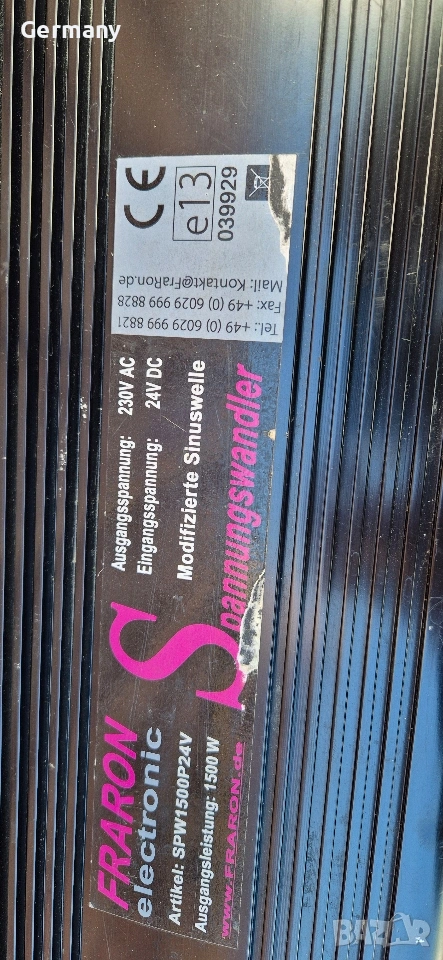 Germany
FRARON
electronic
Artikel: SPW1500P24V
Ausgangsleistung: 1500 W
www.FRARON.de
Spannungswandler
Ausgangsspannung: 230V AC
Eingangsspannung: 24V DC
Modifizierte Sinuswelle
Tel.: +49 (0) 6029 999 8821
Fax: +49 (0) 6029 999 8828
Mail: Kontakt@FraRon.de
CE
e13
039929
BAZAR